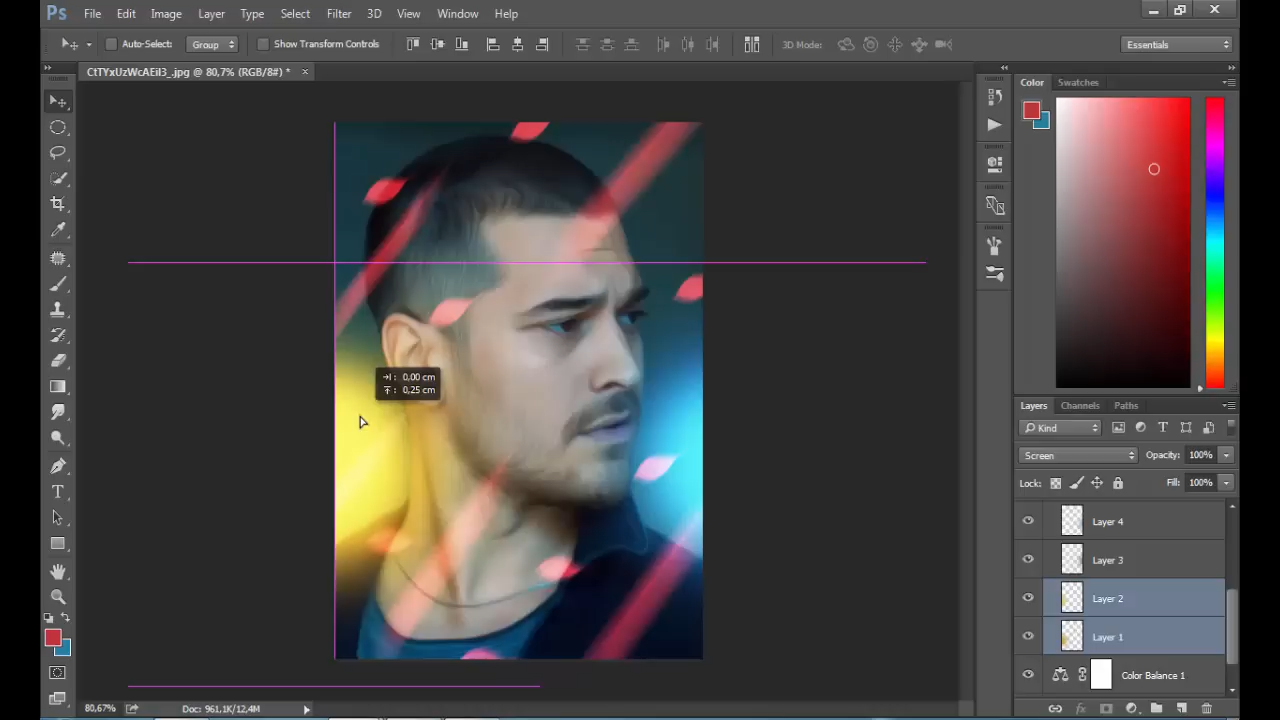 Ps File Edit Image Layer Type Select Filter 3D View Window Help
Auto-Select: Group Show Transform Controls 3D Mode: Essentials
CtTYxUzWcAEiI3_.jpg @ 80,7% (RGB/8#) * ×
Color Swatches
→|: 0,00 cm
: 0,25 cm
Layers Channels Paths
Kind
Screen Opacity: 100%
Lock: Fill: 100%
Layer 4
Layer 3
Layer 2
Layer 1
Color Balance 1
80,67% Doc: 961,1K/12,4M